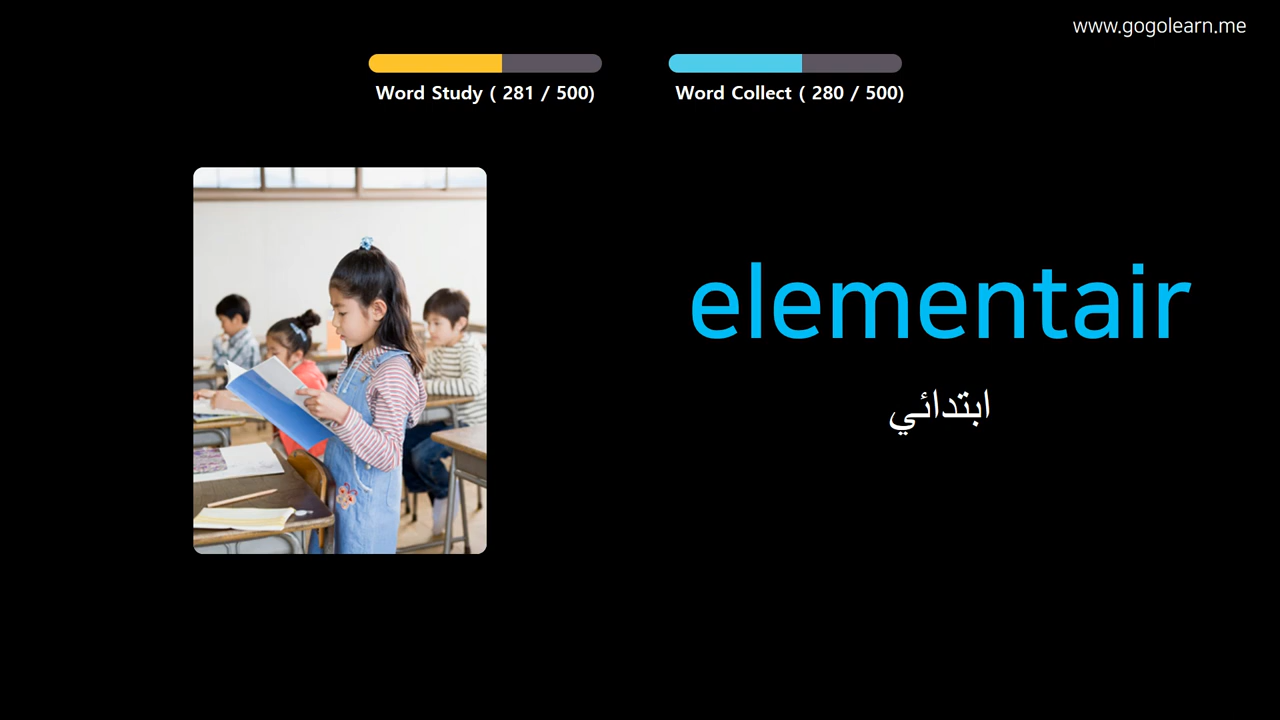 www.gogolearn.me
Word Study ( 281 / 500)
Word Collect ( 280 / 500)
elementair
ابتدائي